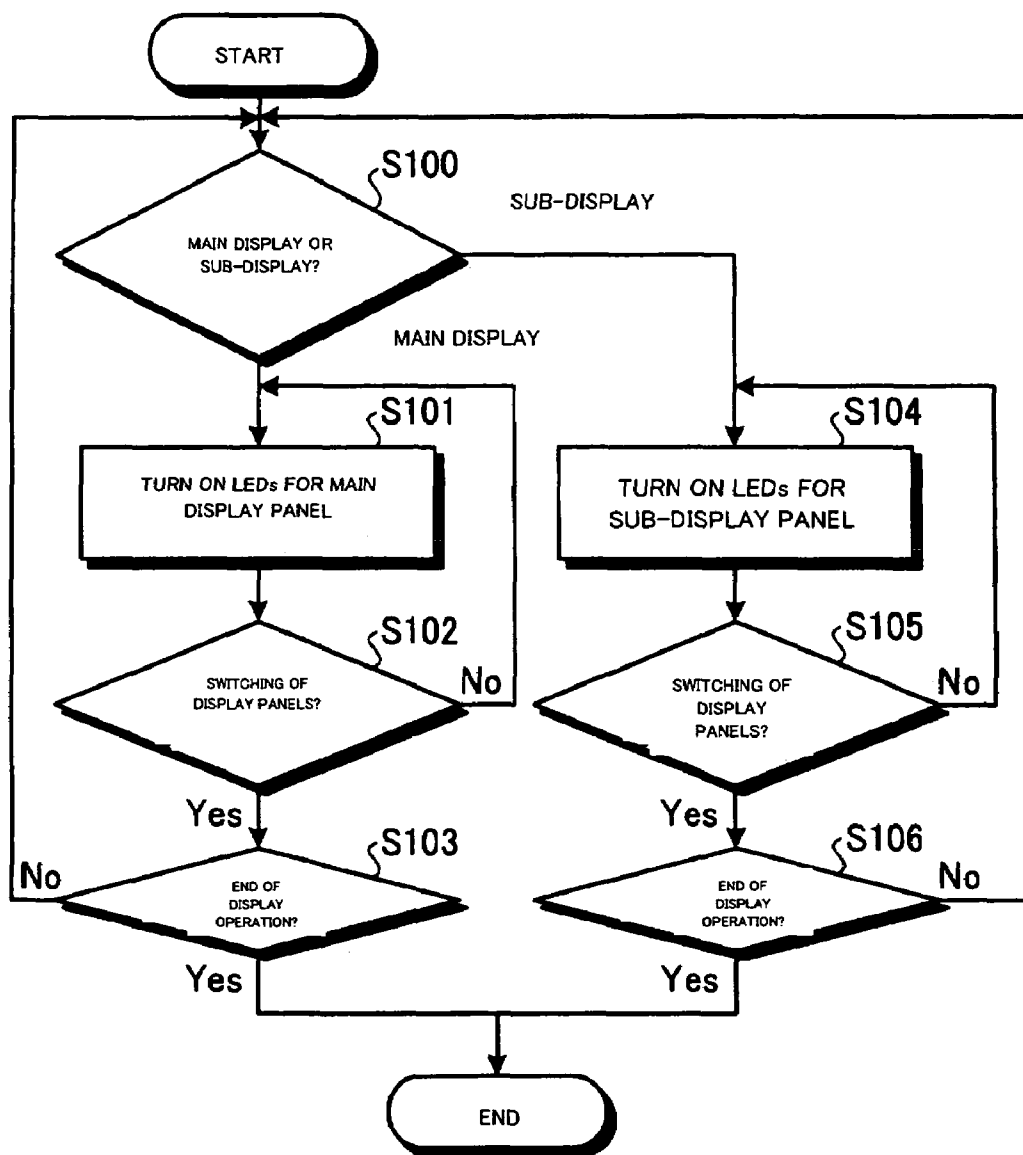 START
S100
SUB-DISPLAY
MAIN DISPLAY OR
SUB-DISPLAY?
MAIN DISPLAY
S101
TURN ON LEDs FOR MAIN
DISPLAY PANEL
S104
TURN ON LEDs FOR
SUB-DISPLAY PANEL
S102
SWITCHING OF
DISPLAY PANELS?
No
Yes
S105
SWITCHING OF
DISPLAY
PANELS?
No
Yes
S103
No
END OF
DISPLAY
OPERATION?
Yes
S106
END OF
DISPLAY
OPERATION?
No
Yes
END